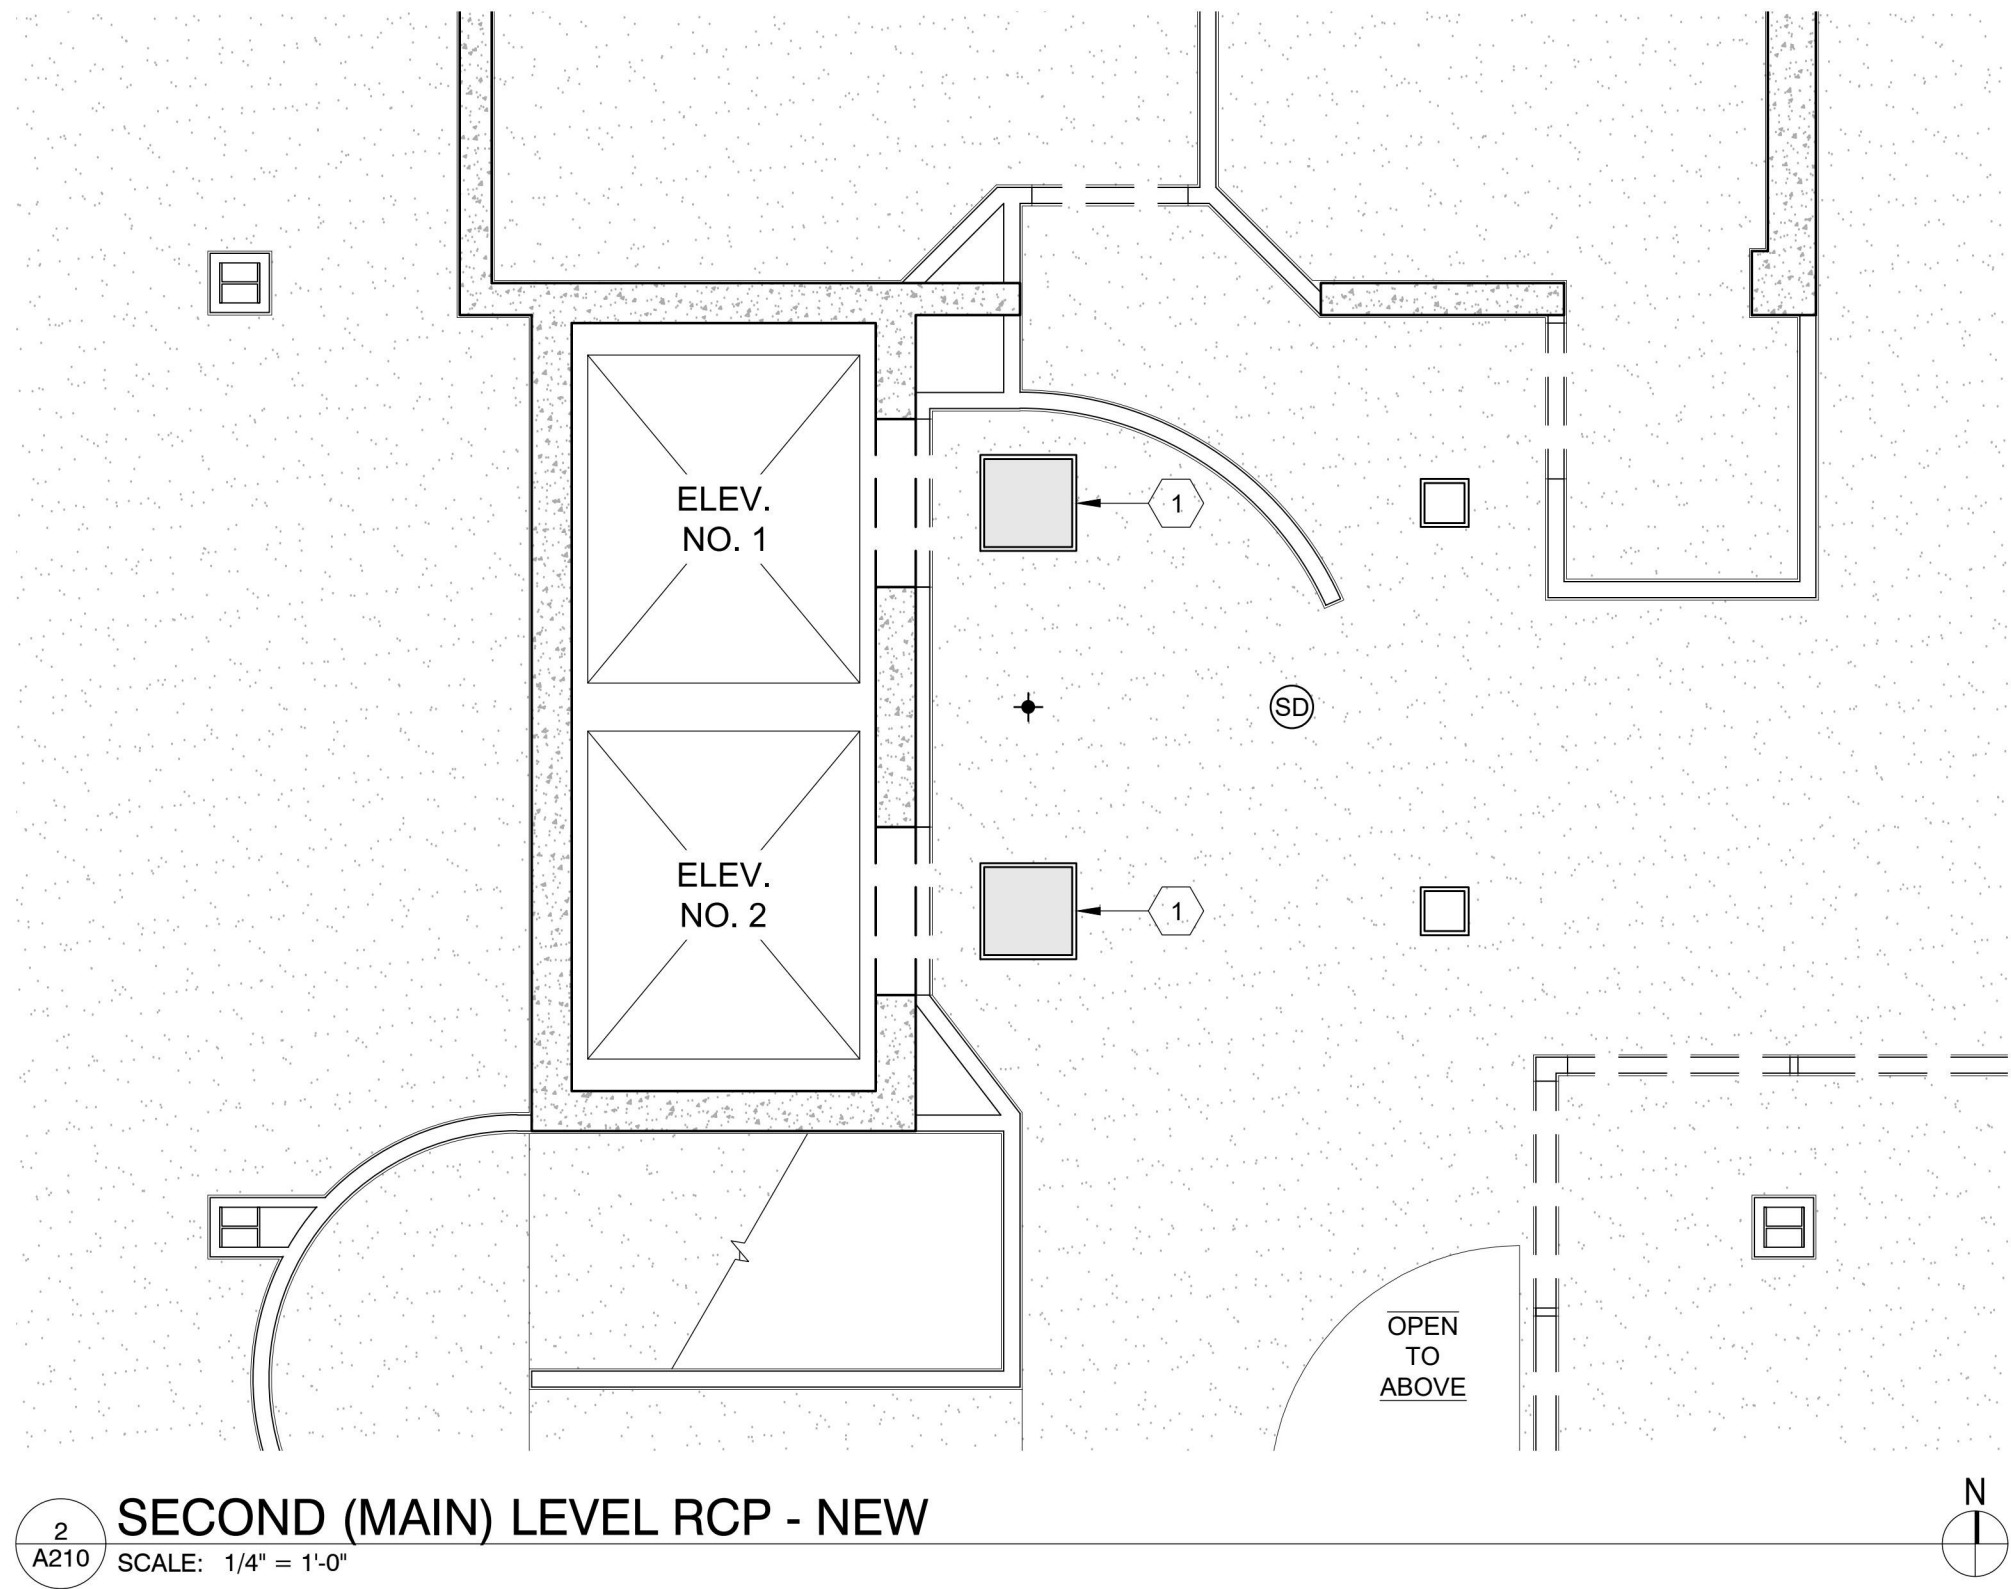 ELEV.
NO. 1
1
SD
ELEV.
NO. 2
1
OPEN
TO
ABOVE
N
2
A210
SECOND (MAIN) LEVEL RCP - NEW
SCALE: 1/4" = 1'-0"